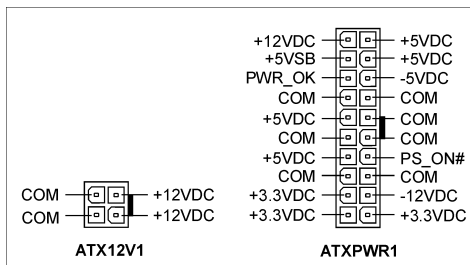 +12VDC +5VDC
+5VSB +5VDC
PWR_OK -5VDC
COM COM
+5VDC COM
COM COM
+5VDC PS_ON#
COM COM
+3.3VDC -12VDC
+3.3VDC +3.3VDC
ATXPWR1
COM +12VDC
COM +12VDC
ATX12V1